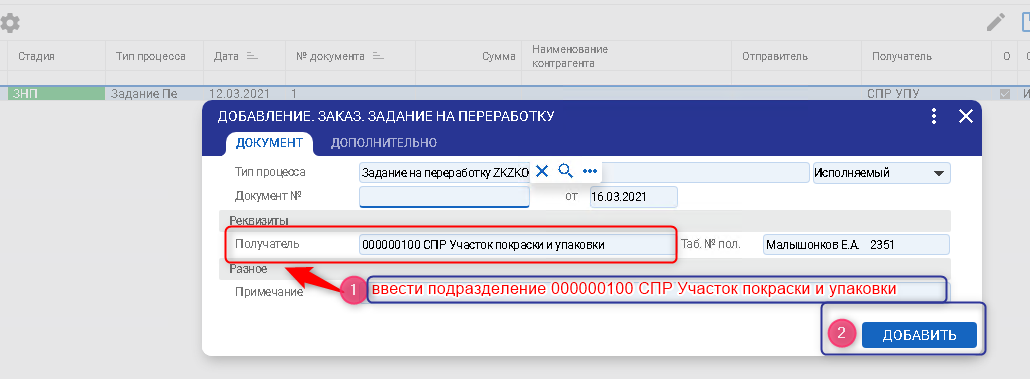 Стадия Тип процесса Дата № документа Сумма Наименование контрагента Отправитель Получатель О
ЗНП Задание Пе 12.03.2021 1 СПР УПУ
ДОБАВЛЕНИЕ. ЗАКАЗ. ЗАДАНИЕ НА ПЕРЕРАБОТКУ
ДОКУМЕНТ ДОПОЛНИТЕЛЬНО
Тип процесса Задание на переработку ZKZK Исполняемый
Документ № от 16.03.2021
Реквизиты
Получатель 000000100 СПР Участок покраски и упаковки Таб. № пол. Малышонков Е.А. 2351
Разное
Примечание 1 ввести подразделение 000000100 СПР Участок покраски и упаковки
2 ДОБАВИТЬ